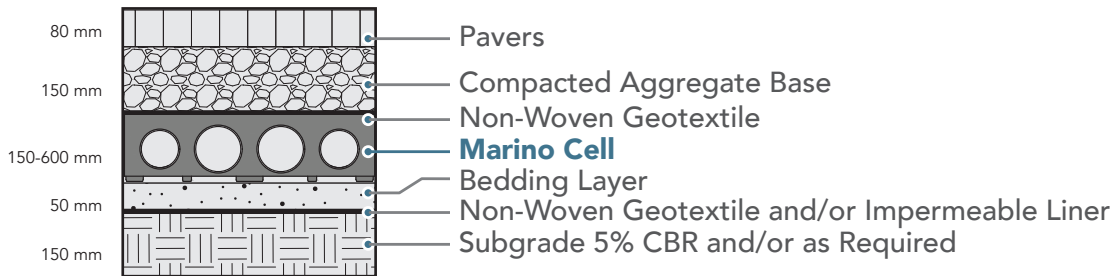 80 mm
Pavers
150 mm
Compacted Aggregate Base
Non-Woven Geotextile
150-600 mm
Marino Cell
Bedding Layer
50 mm
Non-Woven Geotextile and/or Impermeable Liner
150 mm
Subgrade 5% CBR and/or as Required